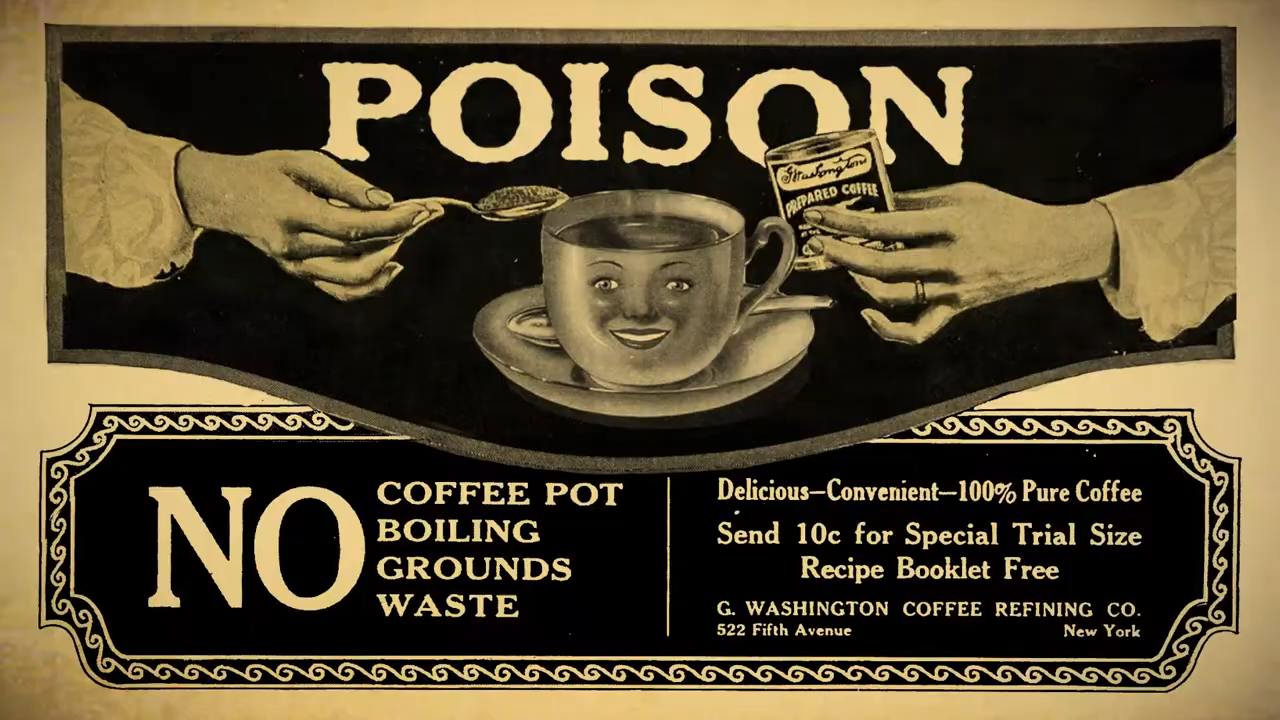 POISON
G Washington's
PREPARED COFFEE
NO
COFFEE POT
BOILING
GROUNDS
WASTE
Delicious—Convenient—100% Pure Coffee
Send 10c for Special Trial Size
Recipe Booklet Free
G. WASHINGTON COFFEE REFINING CO.
522 Fifth Avenue New York